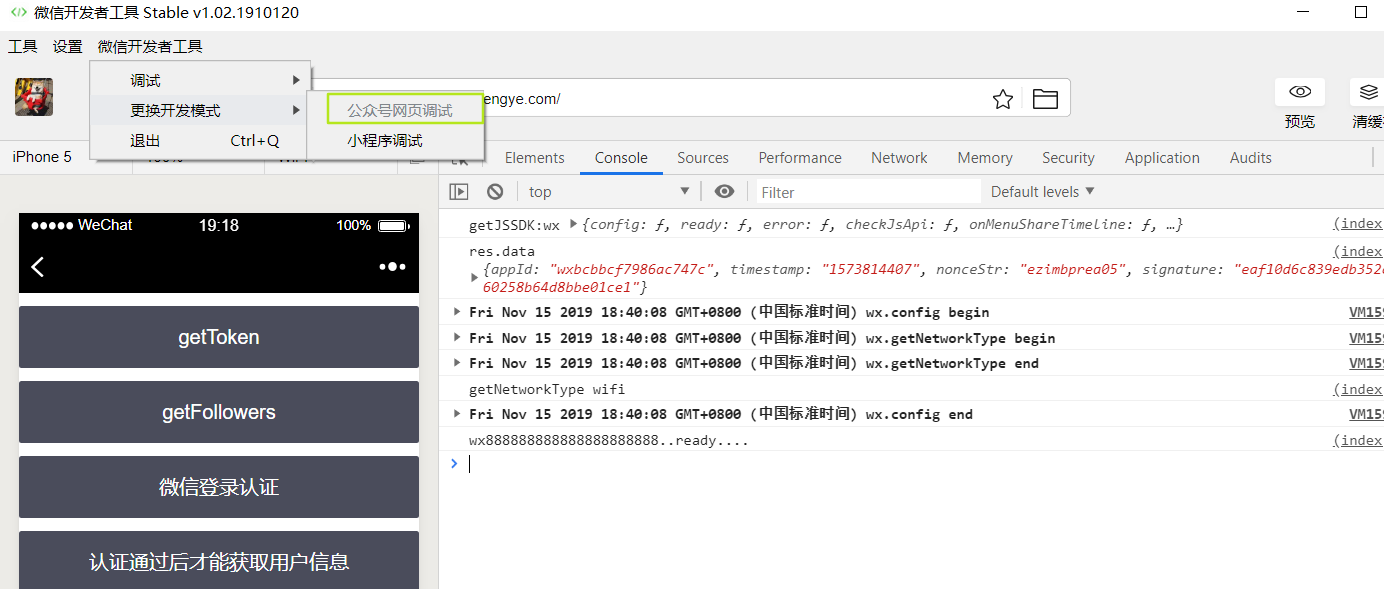 微信开发者工具 Stable v1.02.1910120
工具 设置 微信开发者工具
调试
更换开发模式
退出 Ctrl+Q
公众号网页调试
小程序调试
engye.com/
预览
清缓
iPhone 5
100%
Elements Console Sources Performance Network Memory Security Application Audits
top Filter Default levels
●●●●● WeChat 19:18 100%
getToken
getFollowers
微信登录认证
认证通过后才能获取用户信息
getJSSDK:wx {config: ƒ, ready: ƒ, error: ƒ, checkJsApi: ƒ, onMenuShareTimeline: ƒ, …} (index
res.data (index
{appId: "wxbcbbcf7986ac747c", timestamp: "1573814407", nonceStr: "ezimbprea05", signature: "eaf10d6c839edb352
60258b64d8bbe01ce1"}
Fri Nov 15 2019 18:40:08 GMT+0800 (中国标准时间) wx.config begin VM15
Fri Nov 15 2019 18:40:08 GMT+0800 (中国标准时间) wx.getNetworkType begin VM15
Fri Nov 15 2019 18:40:08 GMT+0800 (中国标准时间) wx.getNetworkType end VM15
getNetworkType wifi (index
Fri Nov 15 2019 18:40:08 GMT+0800 (中国标准时间) wx.config end VM15
wx888888888888888888888..ready.... (index